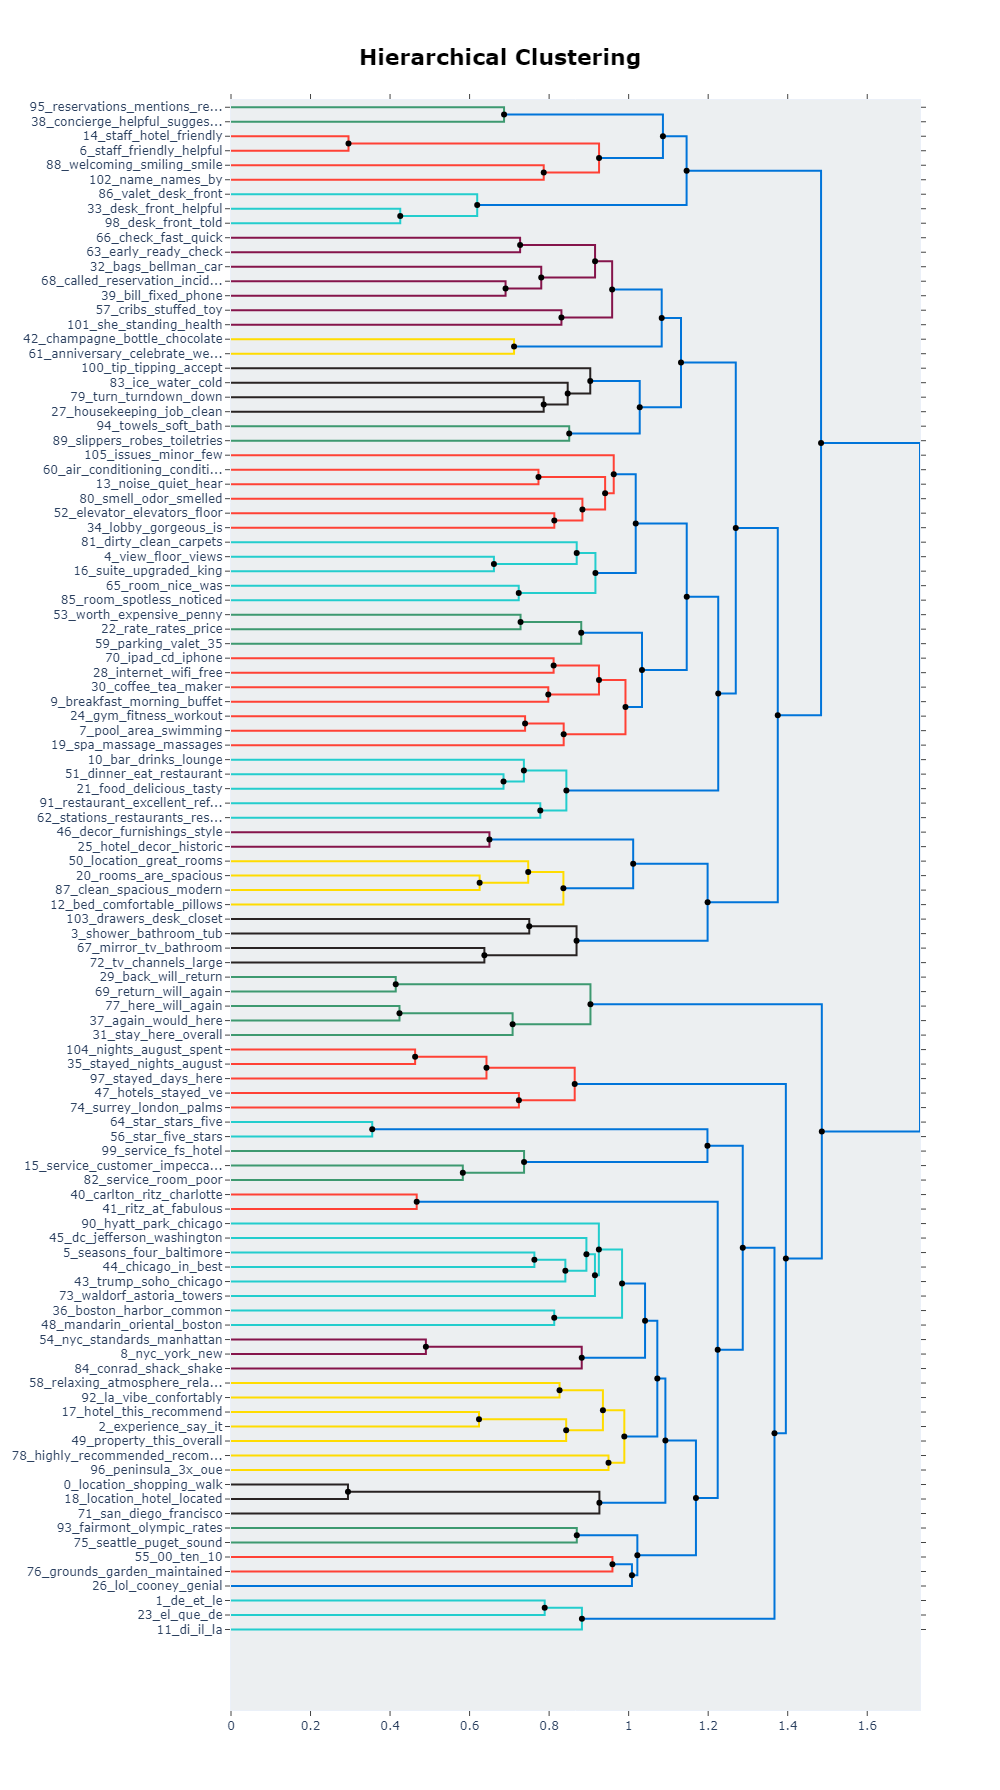 Hierarchical Clustering
95_reservations_mentions_re...
38_concierge_helpful_sugges...
14_staff_hotel_friendly
6_staff_friendly_helpful
88_welcoming_smiling_smile
102_name_names_by
86_valet_desk_front
33_desk_front_helpful
98_desk_front_told
66_check_fast_quick
63_early_ready_check
32_bags_bellman_car
68_called_reservation_incid...
39_bill_fixed_phone
57_cribs_stuffed_toy
101_she_standing_health
42_champagne_bottle_chocolate
61_anniversary_celebrate_we...
100_tip_tipping_accept
83_ice_water_cold
79_turn_turndown_down
27_housekeeping_job_clean
94_towels_soft_bath
89_slippers_robes_toiletries
105_issues_minor_few
60_air_conditioning_conditi...
13_noise_quiet_hear
80_smell_odor_smelled
52_elevator_elevators_floor
34_lobby_gorgeous_is
81_dirty_clean_carpets
4_view_floor_views
16_suite_upgraded_king
65_room_nice_was
85_room_spotless_noticed
53_worth_expensive_penny
22_rate_rates_price
59_parking_valet_35
70_ipad_cd_iphone
28_internet_wifi_free
30_coffee_tea_maker
9_breakfast_morning_buffet
24_gym_fitness_workout
7_pool_area_swimming
19_spa_massage_massages
10_bar_drinks_lounge
51_dinner_eat_restaurant
21_food_delicious_tasty
91_restaurant_excellent_ref...
62_stations_restaurants_res...
46_decor_furnishings_style
25_hotel_decor_historic
50_location_great_rooms
20_rooms_are_spacious
87_clean_spacious_modern
12_bed_comfortable_pillows
103_drawers_desk_closet
3_shower_bathroom_tub
67_mirror_tv_bathroom
72_tv_channels_large
29_back_will_return
69_return_will_again
77_here_will_again
37_again_would_here
31_stay_here_overall
104_nights_august_spent
35_stayed_nights_august
97_stayed_days_here
47_hotels_stayed_ve
74_surrey_london_palms
64_star_stars_five
56_star_five_stars
99_service_fs_hotel
15_service_customer_impecca...
82_service_room_poor
40_carlton_ritz_charlotte
41_ritz_at_fabulous
90_hyatt_park_chicago
45_dc_jefferson_washington
5_seasons_four_baltimore
44_chicago_in_best
43_trump_soho_chicago
73_waldorf_astoria_towers
36_boston_harbor_common
48_mandarin_oriental_boston
54_nyc_standards_manhattan
8_nyc_york_new
84_conrad_shack_shake
58_relaxing_atmosphere_rela...
92_la_vibe_confortably
17_hotel_this_recommend
2_experience_say_it
49_property_this_overall
78_highly_recommended_recom...
96_peninsula_3x_oue
0_location_shopping_walk
18_location_hotel_located
71_san_diego_francisco
93_fairmont_olympic_rates
75_seattle_puget_sound
55_00_ten_10
76_grounds_garden_maintained
26_lol_cooney_genial
1_de_et_le
23_el_que_de
11_di_il_la
0 0.2 0.4 0.6 0.8 1 1.2 1.4 1.6